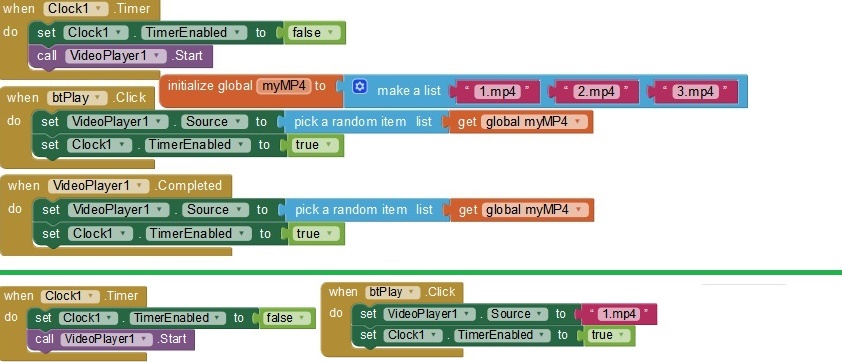 when Clock1 .Timer
do set Clock1 . TimerEnabled to false
call VideoPlayer1 .Start
initialize global myMP4 to make a list " 1.mp4 " " 2.mp4 " " 3.mp4 "
when btPlay .Click
do set VideoPlayer1 . Source to pick a random item list get global myMP4
set Clock1 . TimerEnabled to true
when VideoPlayer1 .Completed
do set VideoPlayer1 . Source to pick a random item list get global myMP4
set Clock1 . TimerEnabled to true
when Clock1 .Timer
do set Clock1 . TimerEnabled to false
call VideoPlayer1 .Start
when btPlay .Click
do set VideoPlayer1 . Source to " 1.mp4 "
set Clock1 . TimerEnabled to true